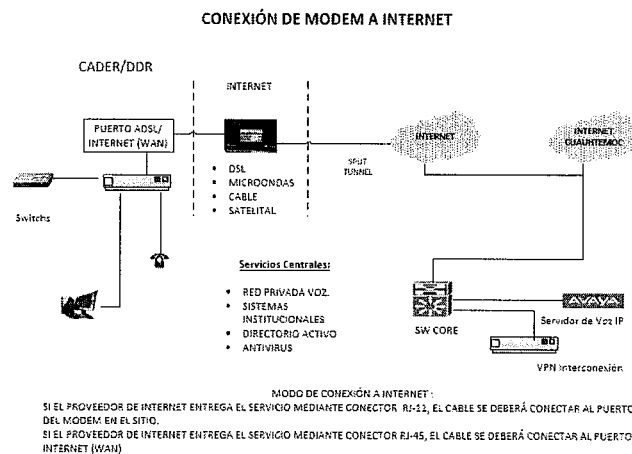 CONEXIÓN DE MODEM A INTERNET
CADER/DDR
INTERNET
PUERTO ADSL/
INTERNET (WAN)
INTERNET
INTERNET
CUAUHTEMOC
SPLIT
TUNNEL
• DSL
• MICROONDAS
• CABLE
• SATELITAL
Switchs
Servicios Centrales:
• RED PRIVADA VOZ.
• SISTEMAS
INSTITUCIONALES
• DIRECTORIO ACTIVO
• ANTIVIRUS
SW CORE
AVAYA
Servidor de Voz IP
VPN Interconexión
MODO DE CONEXIÓN A INTERNET:
SI EL PROVEEDOR DE INTERNET ENTREGA EL SERVICIO MEDIANTE CONECTOR RJ-11, EL CABLE SE DEBERÁ CONECTAR AL PUERTO
DEL MODEM EN EL SITIO.
SI EL PROVEEDOR DE INTERNET ENTREGA EL SERVICIO MEDIANTE CONECTOR RJ-45, EL CABLE SE DEBERÁ CONECTAR AL PUERTO
INTERNET (WAN)